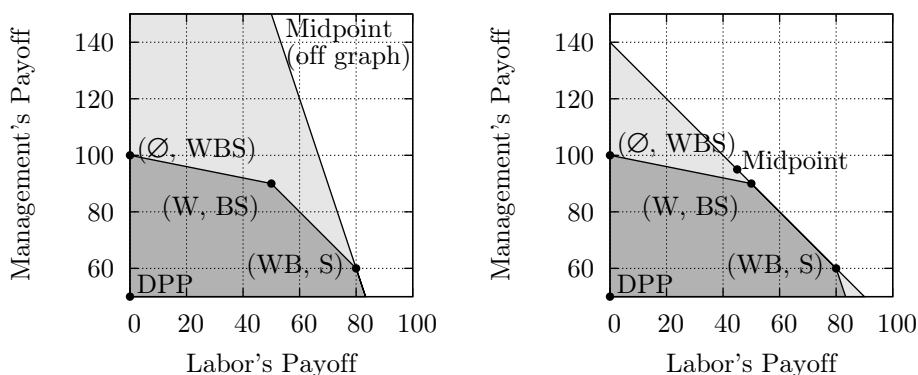 Management's Payoff
140
120
100
80
60
0 20 40 60 80 100
Labor's Payoff
Midpoint
(off graph)
(∅, WBS)
(W, BS)
(WB, S)
DPP
Management's Payoff
140
120
100
80
60
0 20 40 60 80 100
Labor's Payoff
(∅, WBS)
Midpoint
(W, BS)
(WB, S)
DPP